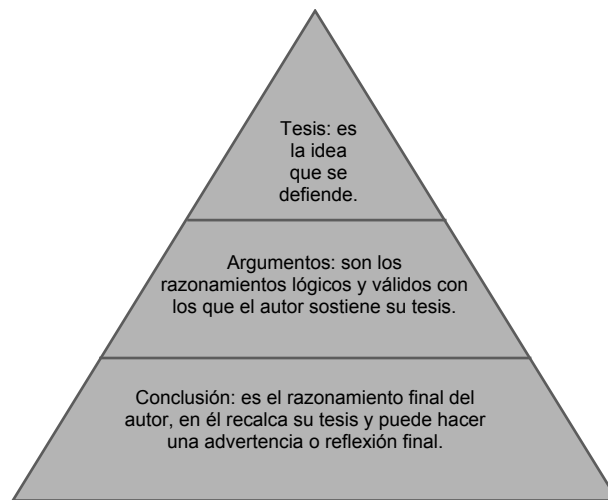 Tesis: es
la idea
que se
defiende.
Argumentos: son los
razonamientos lógicos y válidos con
los que el autor sostiene su tesis.
Conclusión: es el razonamiento final del
autor, en él recalca su tesis y puede hacer
una advertencia o reflexión final.